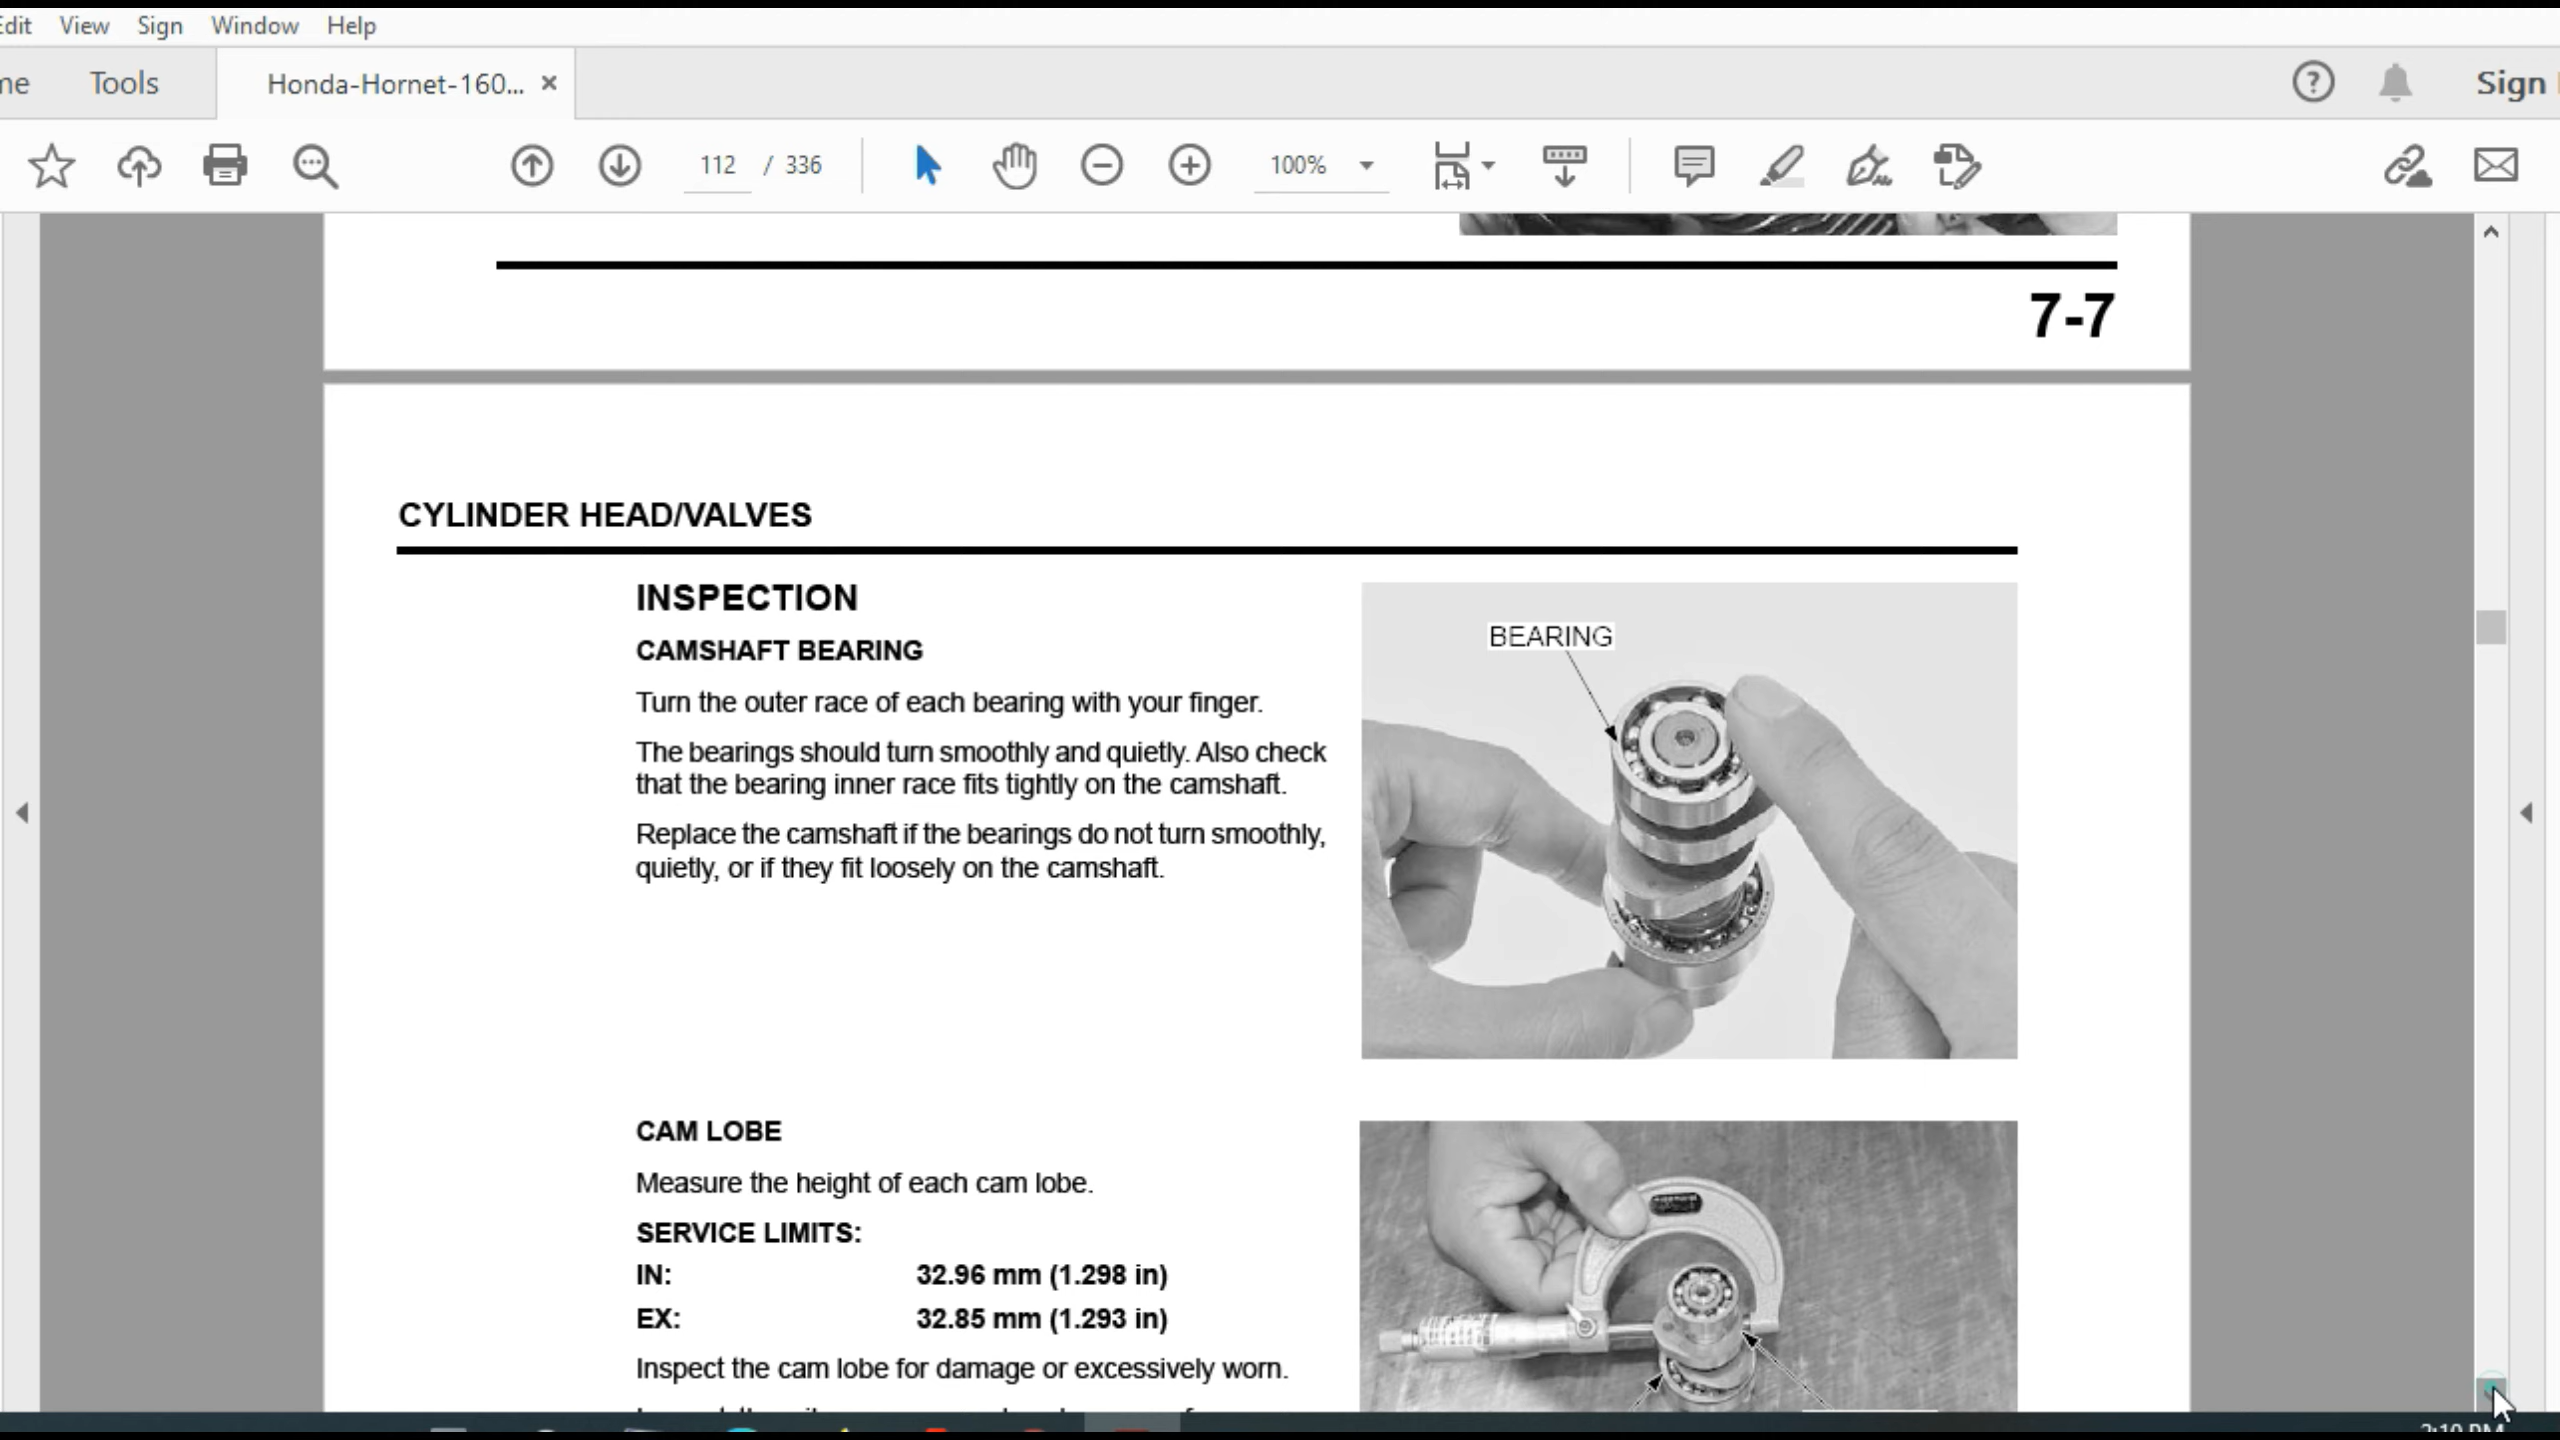 Edit View Sign Window Help
me Tools Honda-Hornet-160... × Sign
112 / 336 100%
7-7
CYLINDER HEAD/VALVES
INSPECTION
CAMSHAFT BEARING
Turn the outer race of each bearing with your finger.
The bearings should turn smoothly and quietly. Also check
that the bearing inner race fits tightly on the camshaft.
Replace the camshaft if the bearings do not turn smoothly,
quietly, or if they fit loosely on the camshaft.
BEARING
CAM LOBE
Measure the height of each cam lobe.
SERVICE LIMITS:
IN: 32.96 mm (1.298 in)
EX: 32.85 mm (1.293 in)
Inspect the cam lobe for damage or excessively worn.